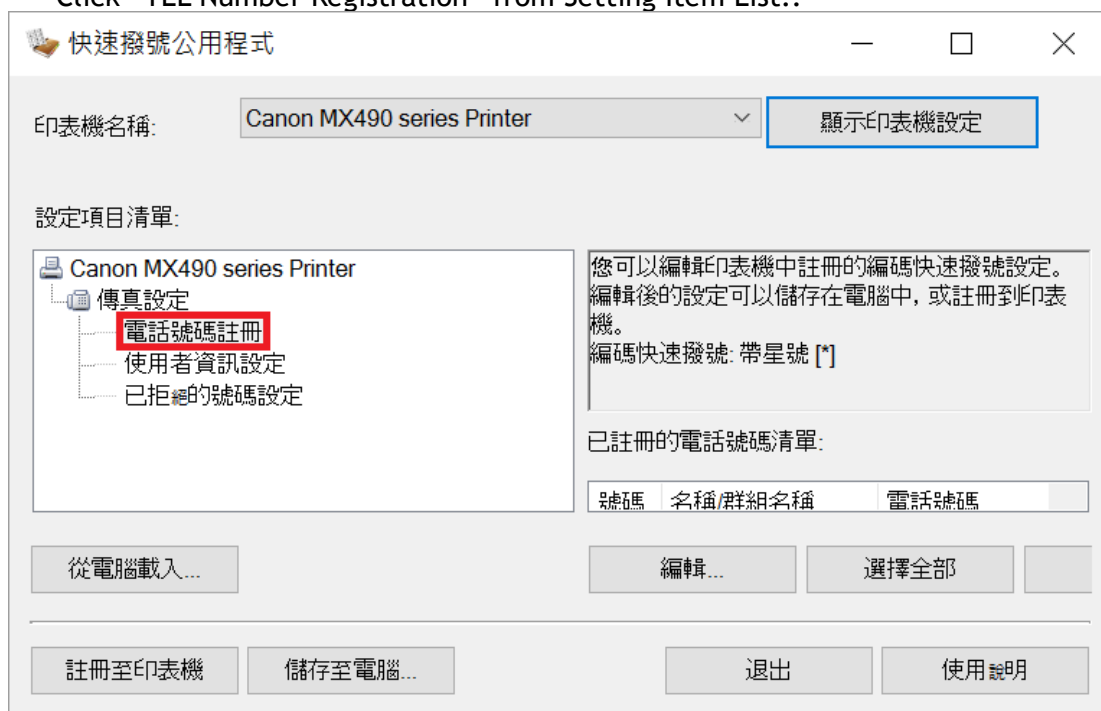 Click "TEL Number Registration" from Setting Item List..
快速撥號公用程式
印表機名稱:
Canon MX490 series Printer
顯示印表機設定
設定項目清單:
Canon MX490 series Printer
傳真設定
電話號碼註冊
使用者資訊設定
已拒絕的號碼設定
您可以編輯印表機中註冊的編碼快速撥號設定。
編輯後的設定可以儲存在電腦中, 或註冊到印表
機。
編碼快速撥號: 帶星號 [*]
已註冊的電話號碼清單:
號碼 名稱/群組名稱 電話號碼
從電腦載入...
編輯...
選擇全部
註冊至印表機
儲存至電腦...
退出
使用說明